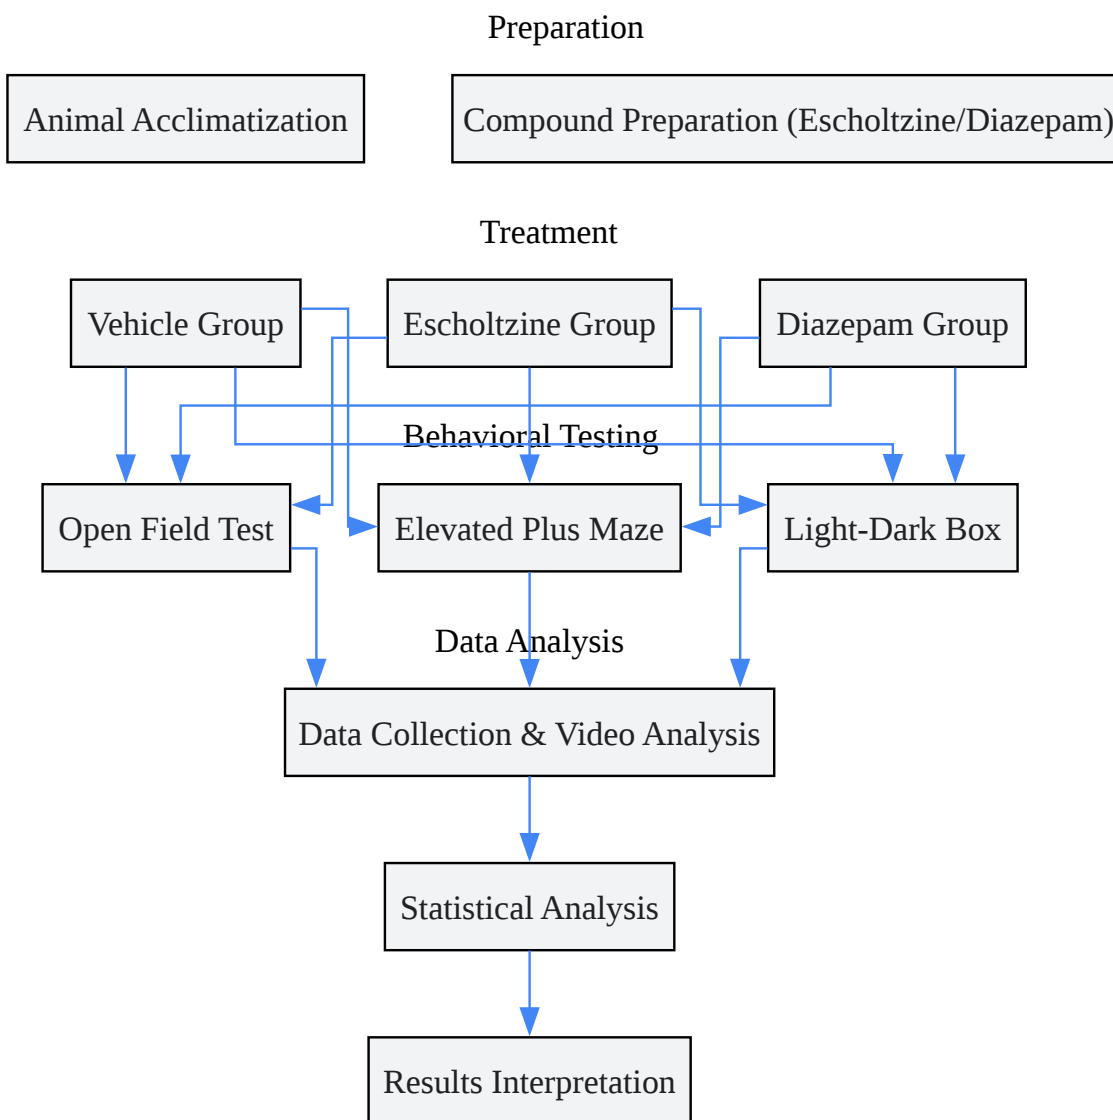 Preparation
Animal Acclimatization
Compound Preparation (Escholtzine/Diazepam)
Treatment
Vehicle Group
Escholtzine Group
Diazepam Group
Behavioral Testing
Open Field Test
Elevated Plus Maze
Light-Dark Box
Data Analysis
Data Collection & Video Analysis
Statistical Analysis
Results Interpretation